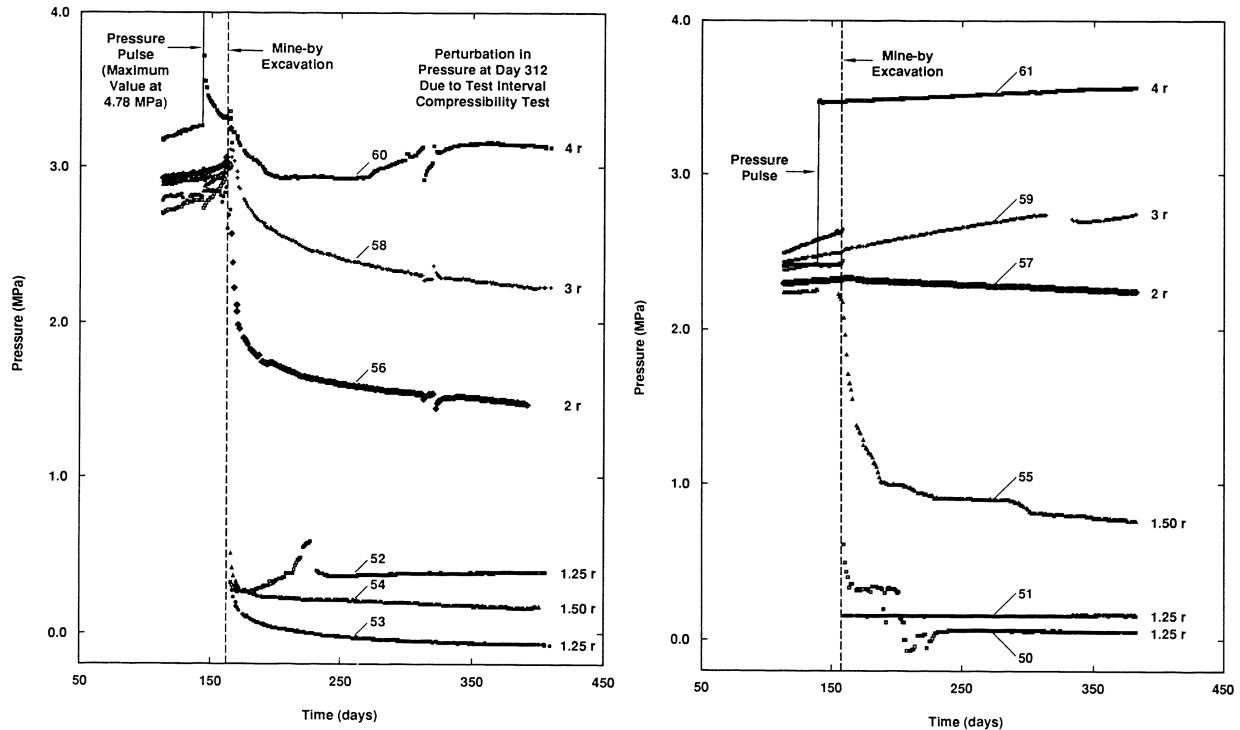 4.0
3.0
2.0
1.0
0.0
Pressure (MPa)
Pressure
Pulse
(Maximum
Value at
4.78 MPa)
Mine-by
Excavation
Perturbation in
Pressure at Day 312
Due to Test Interval
Compressibility Test
60
4 r
58
3 r
56
2 r
52
1.25 r
54
1.50 r
53
1.25 r
50
150
250
350
450
Time (days)
4.0
3.0
2.0
1.0
0.0
Pressure (MPa)
Mine-by
Excavation
61
4 r
Pressure
Pulse
59
3 r
57
2 r
55
1.50 r
51
1.25 r
1.25 r
50
50
150
250
350
450
Time (days)